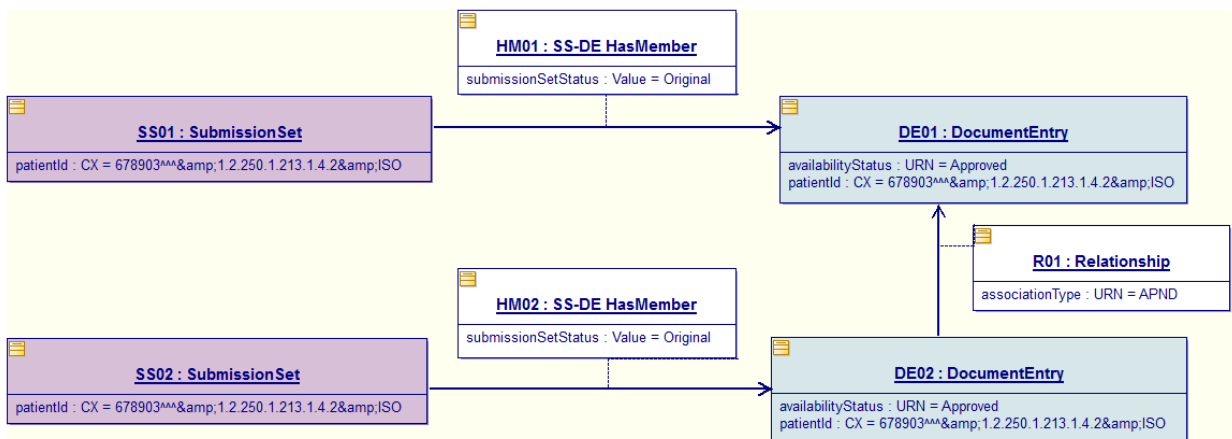 HM01 : SS-DE HasMember
submissionSetStatus : Value = Original
SS01 : SubmissionSet
patientId : CX = 678903^^^&amp;1.2.250.1.213.1.4.2&amp;ISO
DE01 : DocumentEntry
availabilityStatus : URN = Approved
patientId : CX = 678903^^^&amp;1.2.250.1.213.1.4.2&amp;ISO
R01 : Relationship
associationType : URN = APND
HM02 : SS-DE HasMember
submissionSetStatus : Value = Original
SS02 : SubmissionSet
patientId : CX = 678903^^^&amp;1.2.250.1.213.1.4.2&amp;ISO
DE02 : DocumentEntry
availabilityStatus : URN = Approved
patientId : CX = 678903^^^&amp;1.2.250.1.213.1.4.2&amp;ISO